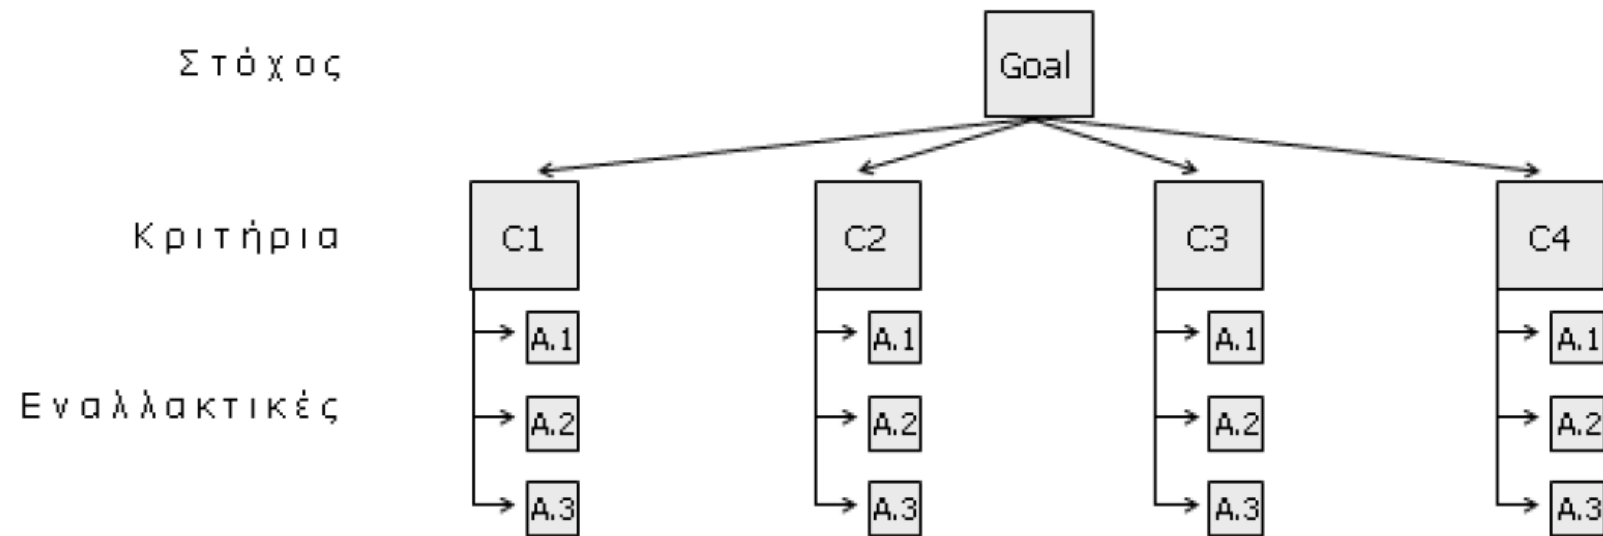 Στόχος Goal
Κριτήρια C1 C2 C3 C4
A.1 A.1 A.1 A.1
Εναλλακτικές A.2 A.2 A.2 A.2
A.3 A.3 A.3 A.3